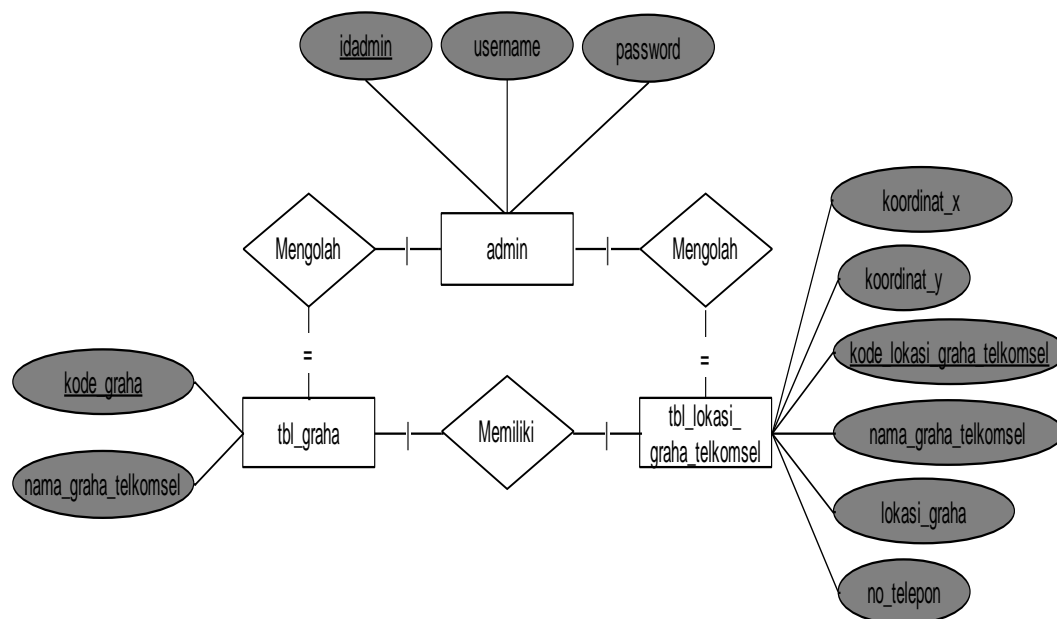 idadmin
username
password
koordinat_x
Mengolah
admin
Mengolah
koordinat_y
kode_lokasi_graha_telkomsel
kode_graha
tbl_graha
Memiliki
tbl_lokasi_
graha_telkomsel
nama_graha_telkomsel
nama_graha_telkomsel
lokasi_graha
no_telepon